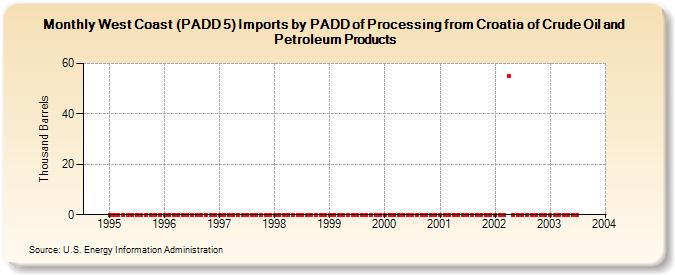 Monthly West Coast (PADD 5) Imports by PADD of Processing from Croatia of Crude Oil and
Petroleum Products
Thousand Barrels
60
40
20
0
1995 1996 1997 1998 1999 2000 2001 2002 2003 2004
Source: U.S. Energy Information Administration